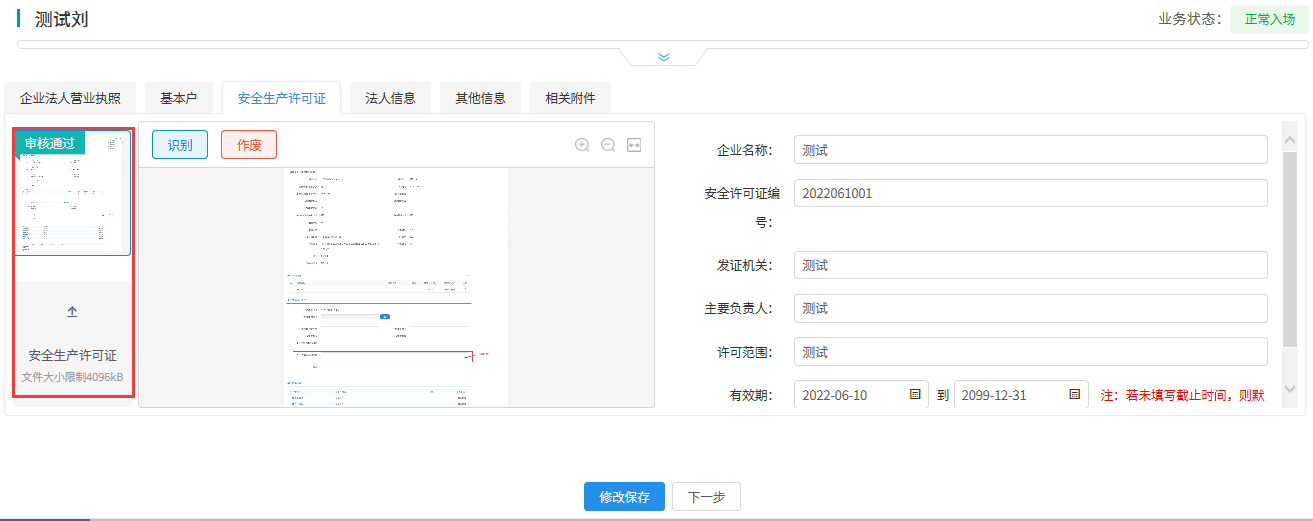 测试刘
业务状态： 正常入场
企业法人营业执照 基本户 安全生产许可证 法人信息 其他信息 相关附件
审核通过
识别 作废
安全生产许可证
文件大小限制4096kB
企业名称： 测试
安全许可证编号： 2022061001
发证机关： 测试
主要负责人： 测试
许可范围： 测试
有效期： 2022-06-10 到 2099-12-31 注：若未填写截止时间，则默
修改保存 下一步